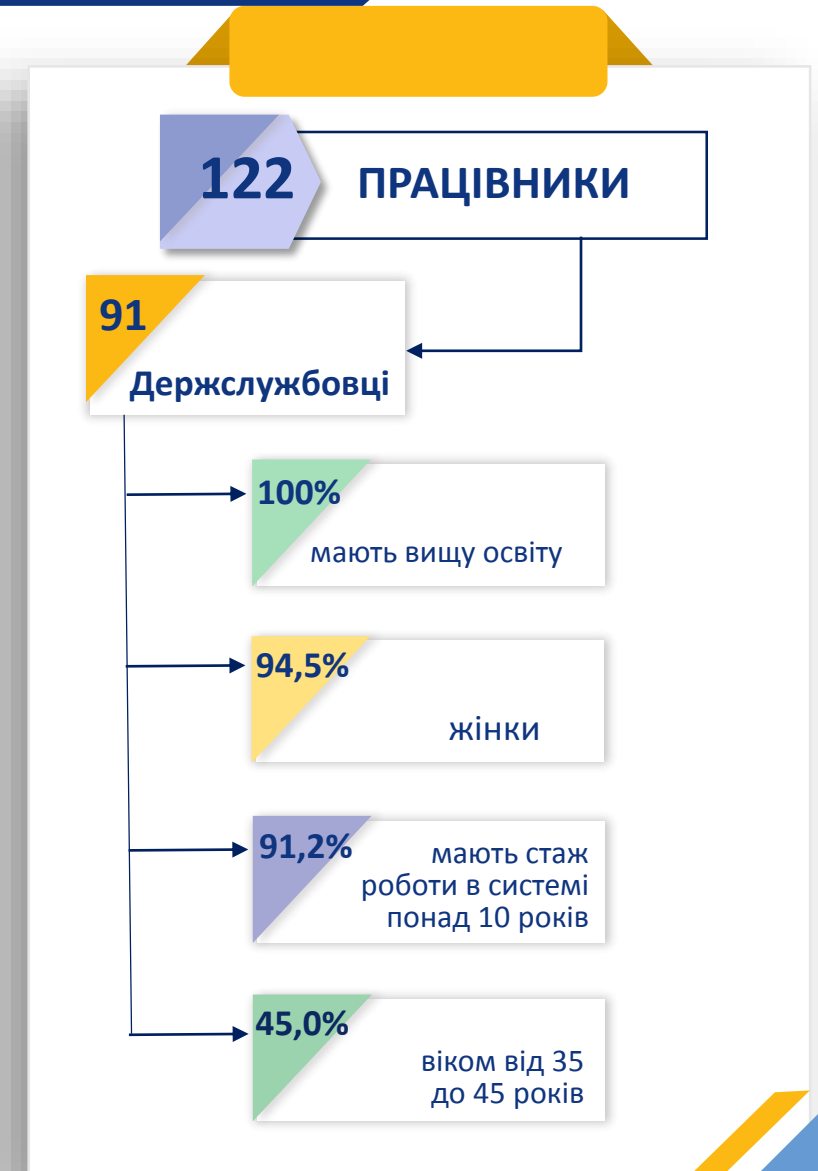 122
ПРАЦІВНИКИ
91
Держслужбовці
100%
мають вищу освіту
94,5%
жінки
91,2%
мають стаж
роботи в системі
понад 10 років
45,0%
віком від 35
до 45 років